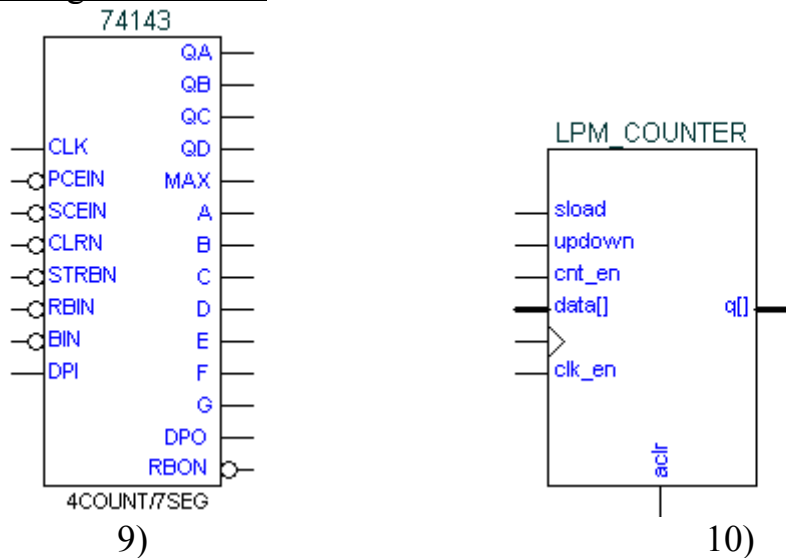 74143
QA
QB
QC
CLK QD
PCEIN MAX
SCEIN A
CLRN B
STRBN C
RBIN D
BIN E
DPI F
G
DPO
RBON
4COUNT/7SEG
9)
LPM_COUNTER
sload
updown
cnt_en
data[] q[]
clk_en
aclr
10)